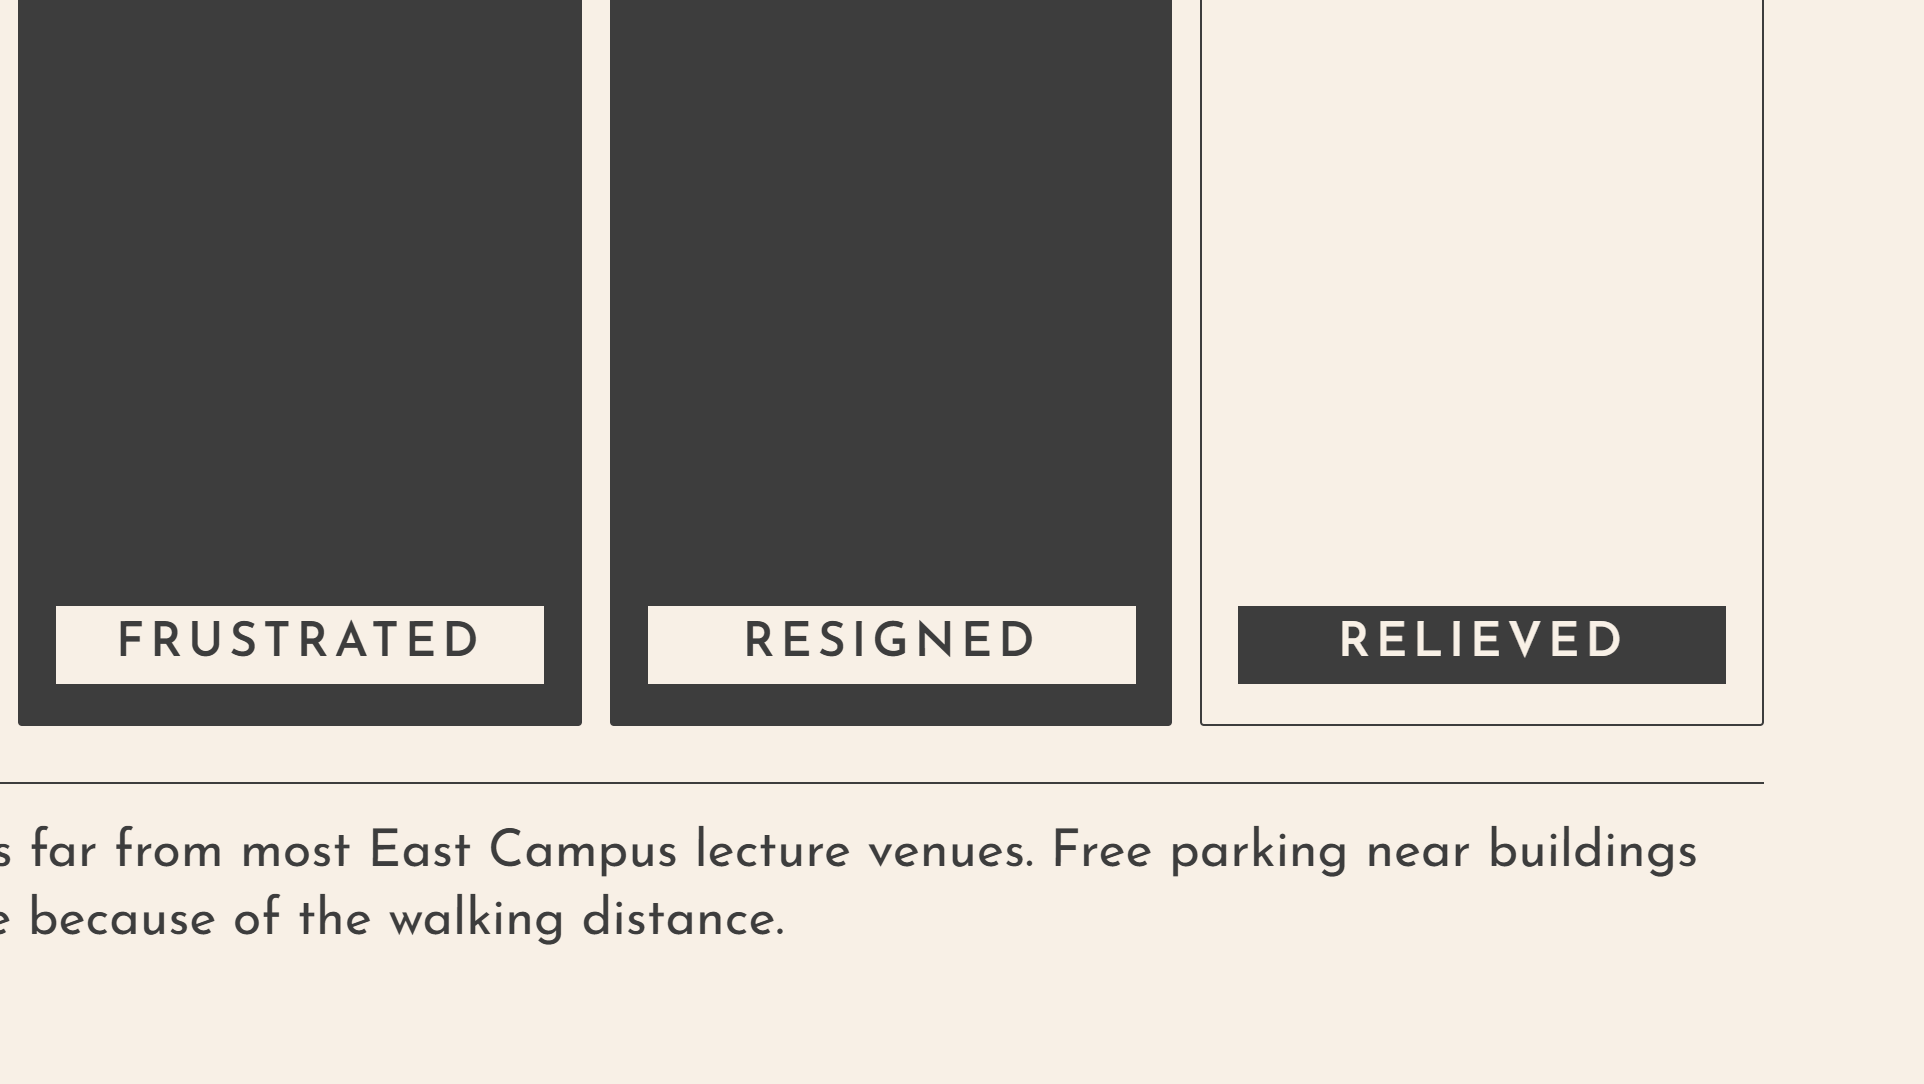 FRUSTRATED
RESIGNED
RELIEVED
far from most East Campus lecture venues. Free parking near buildings
because of the walking distance.